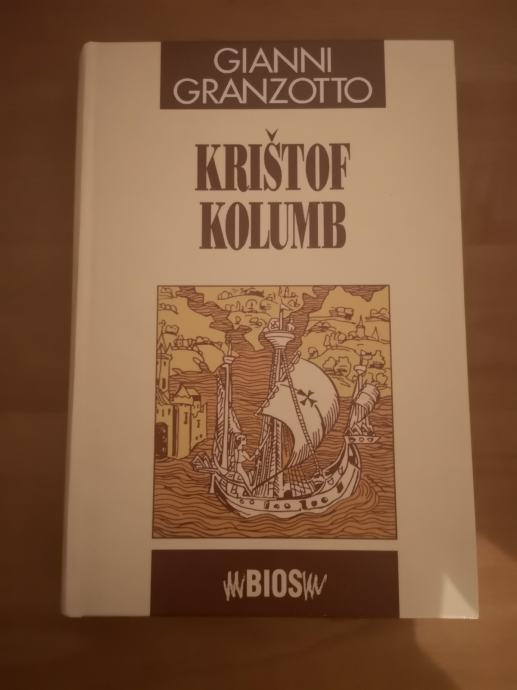 GIANNI
GRANZOTTO
KRIŠTOF
KOLUMB
BIOS